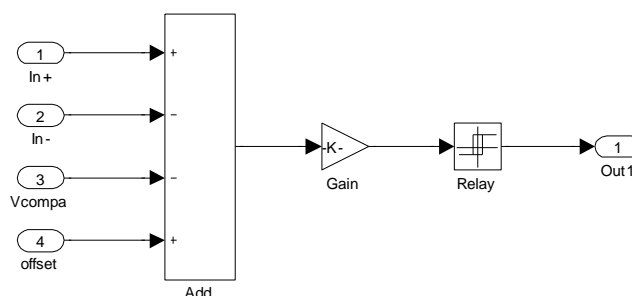 1
In+
+
2
In-
−
3
Vcompa
−
4
offset
+
Add
-K-
Gain
Relay
1
Out1